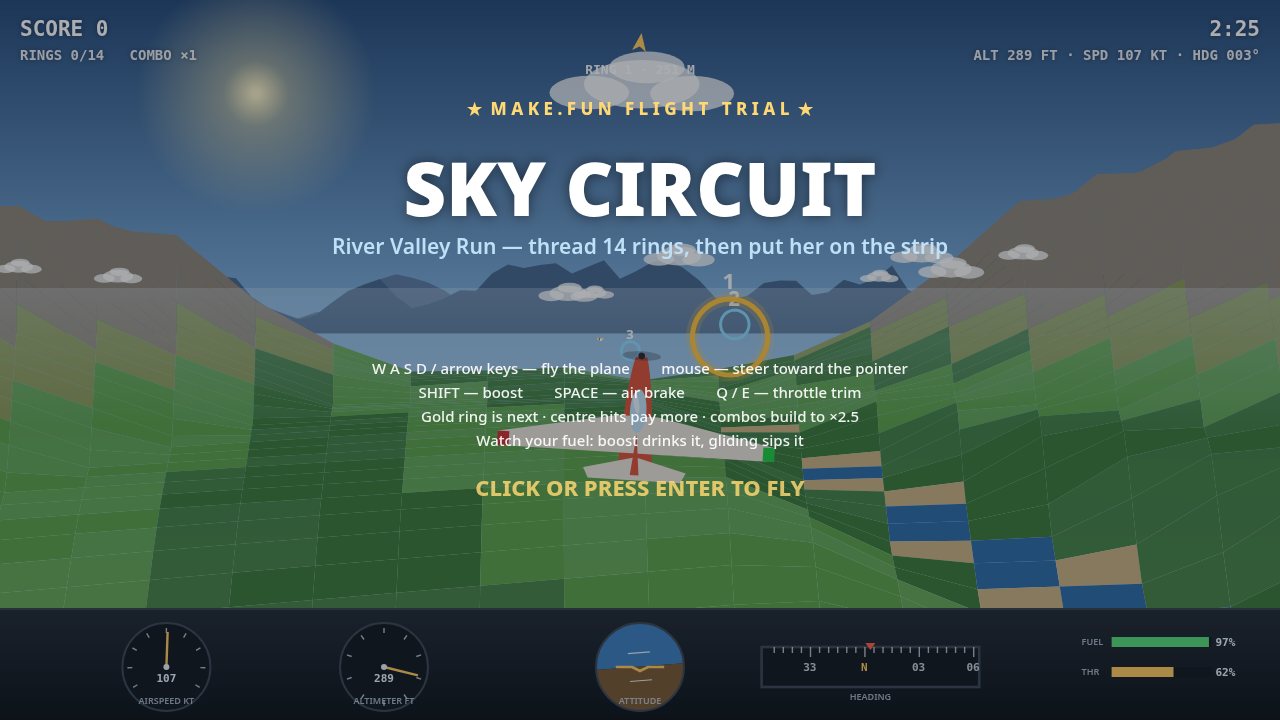 SCORE 0
2:25
RINGS 0/14 COMBO ×1
ALT 289 FT · SPD 107 KT · HDG 003°
RING 1 · 253 M
★ MAKE.FUN FLIGHT TRIAL ★
SKY CIRCUIT
River Valley Run — thread 14 rings, then put her on the strip
1
2
3
W A S D / arrow keys — fly the plane mouse — steer toward the pointer
SHIFT — boost SPACE — air brake Q / E — throttle trim
Gold ring is next · centre hits pay more · combos build to ×2.5
Watch your fuel: boost drinks it, gliding sips it
CLICK OR PRESS ENTER TO FLY
107
AIRSPEED KT
289
ALTIMETER FT
ATTITUDE
33 N 03 06
HEADING
FUEL 97%
THR 62%